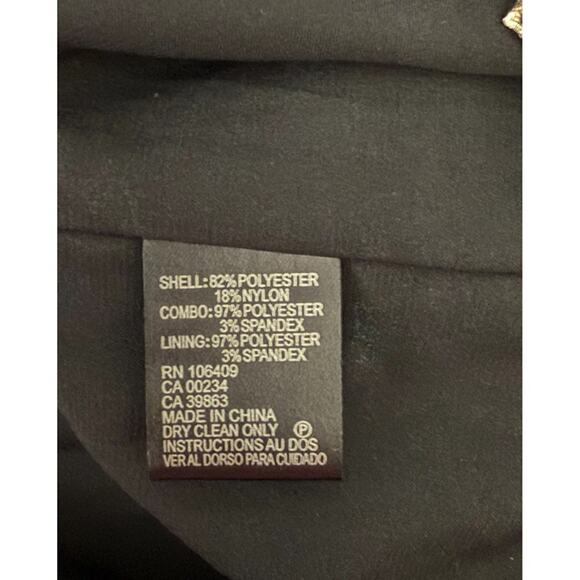 SHELL:82%POLYESTER
18%NYLON
COMBO:97%POLYESTER
3%SPANDEX
LINING:97%POLYESTER
3%SPANDEX
RN 106409
CA 00234
CA 39863
MADE IN CHINA
DRY CLEAN ONLY P
INSTRUCTIONS AU DOS
VER AL DORSO PARA CUIDADO